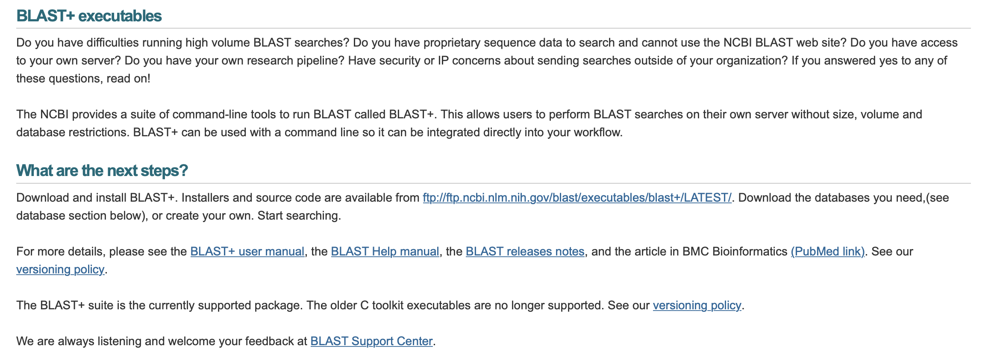 BLAST+ executables
Do you have difficulties running high volume BLAST searches? Do you have proprietary sequence data to search and cannot use the NCBI BLAST web site? Do you have access
to your own server? Do you have your own research pipeline? Have security or IP concerns about sending searches outside of your organization? If you answered yes to any of
these questions, read on!
The NCBI provides a suite of command-line tools to run BLAST called BLAST+. This allows users to perform BLAST searches on their own server without size, volume and
database restrictions. BLAST+ can be used with a command line so it can be integrated directly into your workflow.
What are the next steps?
Download and install BLAST+. Installers and source code are available from ftp://ftp.ncbi.nlm.nih.gov/blast/executables/blast+/LATEST/. Download the databases you need,(see
database section below), or create your own. Start searching.
For more details, please see the BLAST+ user manual, the BLAST Help manual, the BLAST releases notes, and the article in BMC Bioinformatics (PubMed link). See our
versioning policy.
The BLAST+ suite is the currently supported package. The older C toolkit executables are no longer supported. See our versioning policy.
We are always listening and welcome your feedback at BLAST Support Center.